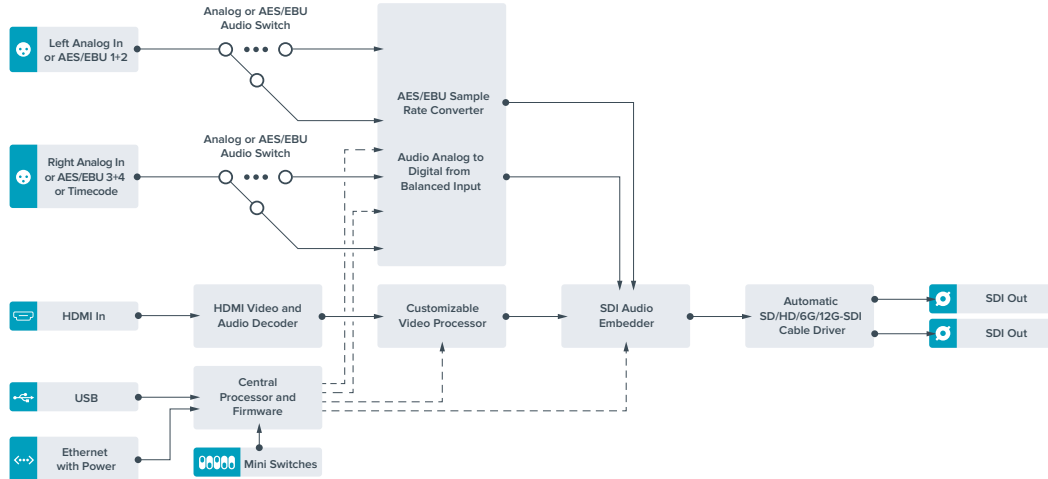 Analog or AES/EBU
Audio Switch
Left Analog In
or AES/EBU 1+2
AES/EBU Sample
Rate Converter
Analog or AES/EBU
Audio Switch
Right Analog In
or AES/EBU 3+4
or Timecode
Audio Analog to
Digital from
Balanced Input
HDMI In
HDMI Video and
Audio Decoder
Customizable
Video Processor
SDI Audio
Embedder
Automatic
SD/HD/6G/12G-SDI
Cable Driver
SDI Out
SDI Out
USB
Central
Processor and
Firmware
Ethernet
with Power
Mini Switches